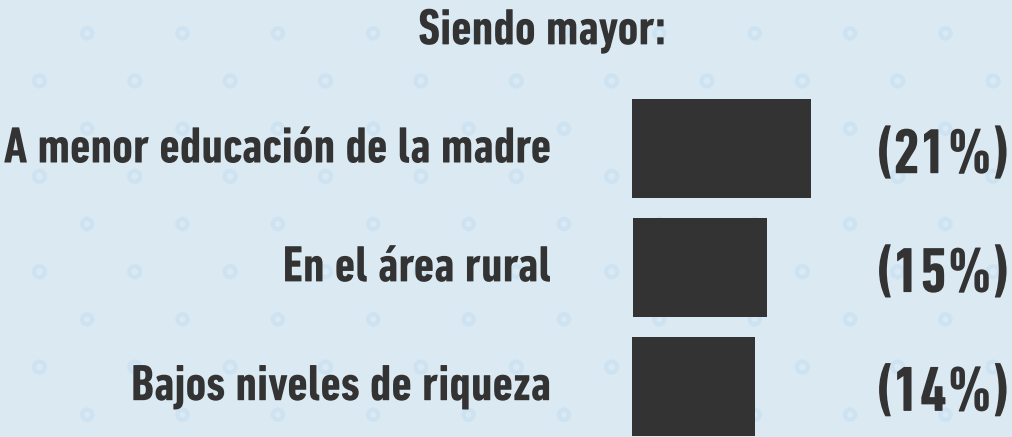 Siendo mayor:
A menor educación de la madre (21%)
En el área rural (15%)
Bajos niveles de riqueza (14%)